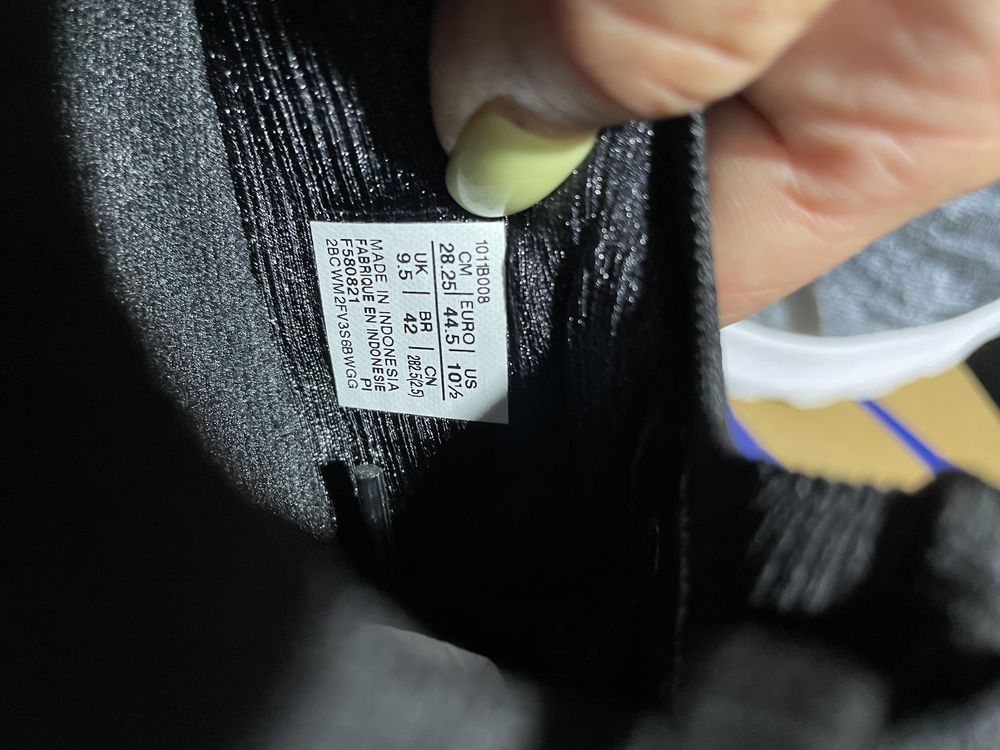 1011B008
CM | EURO | US
28.25 | 44.5 | 10½
UK | BR | CN
9.5 | 42 | 282.5(2.5)
MADE IN INDONESIA
FABRIQUE EN INDONESIE
F580821 PI
2BCWM2FV3S6BWGG